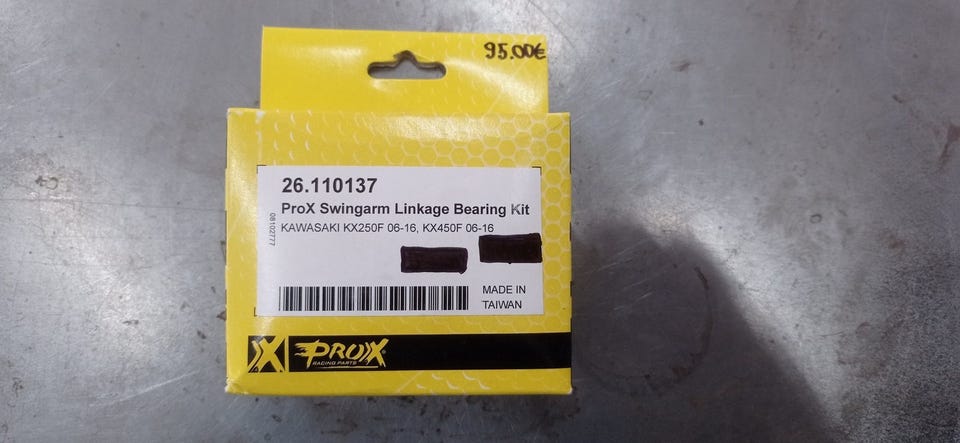 95.00€
26.110137
ProX Swingarm Linkage Bearing Kit
KAWASAKI KX250F 06-16, KX450F 06-16
08102777
MADE IN
TAIWAN
PROX
RACING PARTS